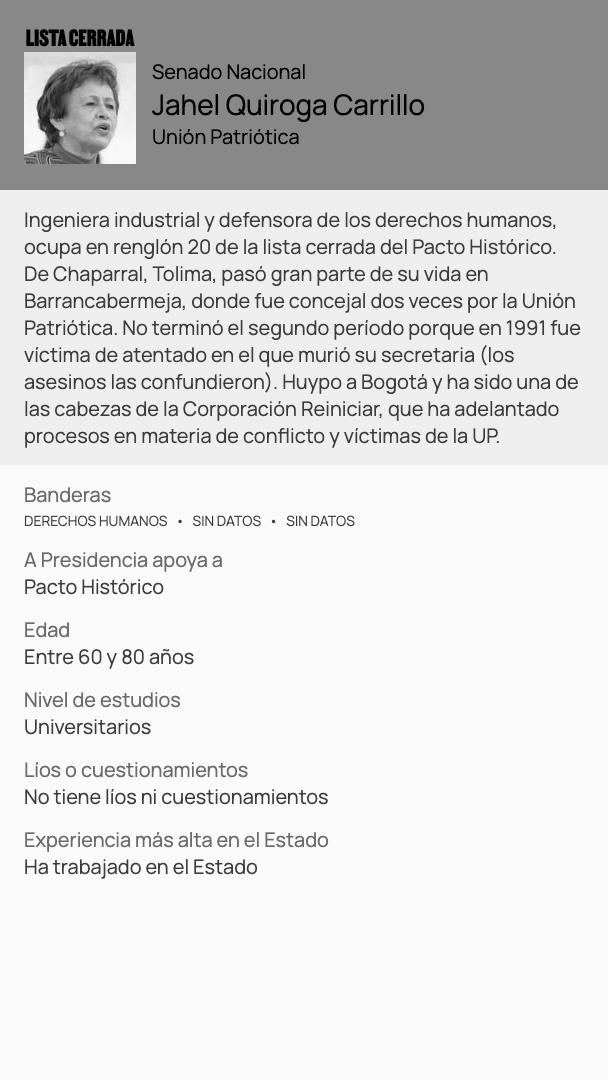 LISTA CERRADA
Senado Nacional
Jahel Quiroga Carrillo
Unión Patriótica
Ingeniera industrial y defensora de los derechos humanos,
ocupa en renglón 20 de la lista cerrada del Pacto Histórico.
De Chaparral, Tolima, pasó gran parte de su vida en
Barrancabermeja, donde fue concejal dos veces por la Unión
Patriótica. No terminó el segundo período porque en 1991 fue
víctima de atentado en el que murió su secretaria (los
asesinos las confundieron). Huypo a Bogotá y ha sido una de
las cabezas de la Corporación Reiniciar, que ha adelantado
procesos en materia de conflicto y víctimas de la UP.
Banderas
DERECHOS HUMANOS • SIN DATOS • SIN DATOS
A Presidencia apoya a
Pacto Histórico
Edad
Entre 60 y 80 años
Nivel de estudios
Universitarios
Líos o cuestionamientos
No tiene líos ni cuestionamientos
Experiencia más alta en el Estado
Ha trabajado en el Estado